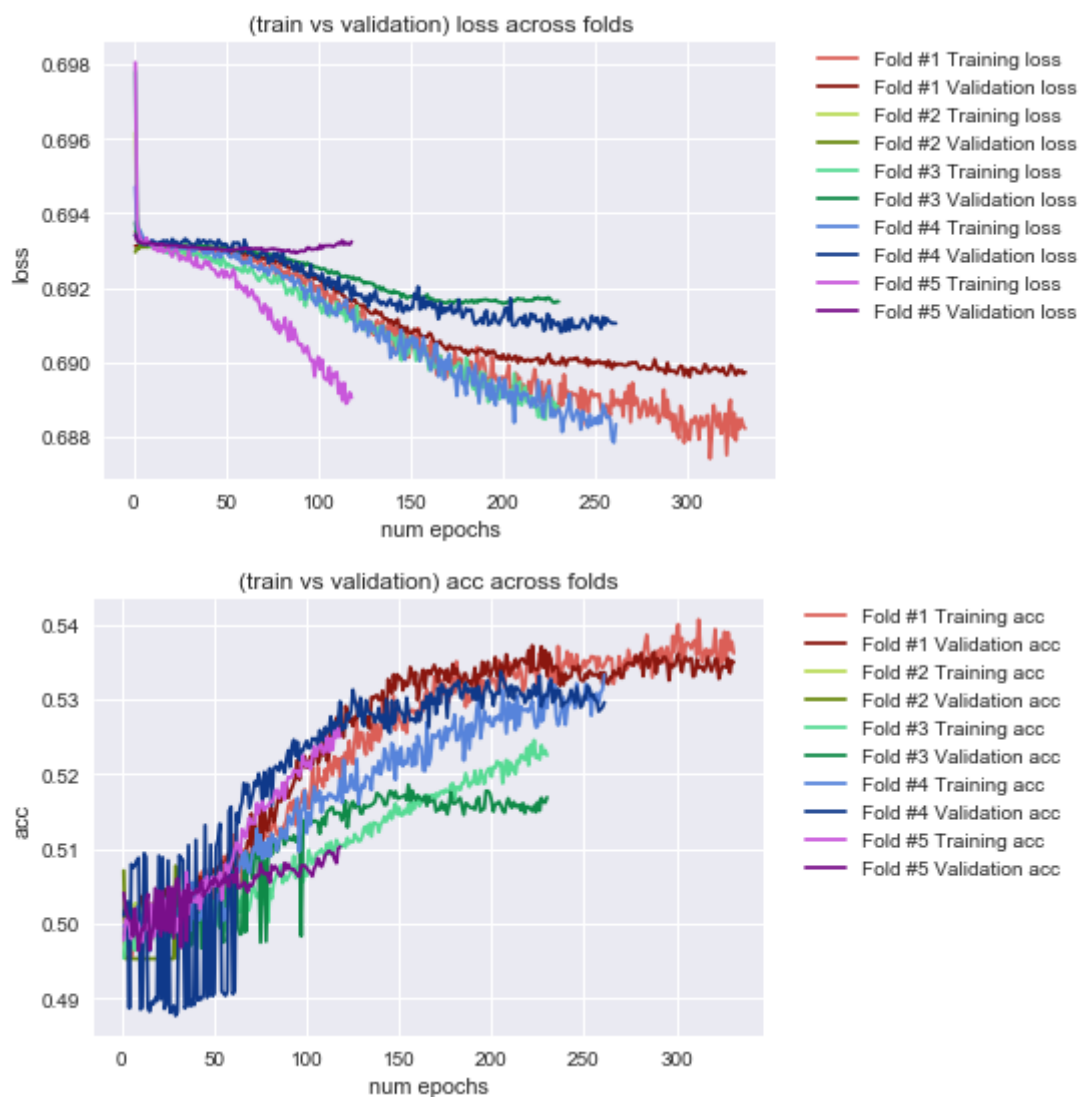 (train vs validation) loss across folds
0.698
0.696
0.694
0.692
0.690
0.688
loss
0 50 100 150 200 250 300
num epochs
Fold #1 Training loss
Fold #1 Validation loss
Fold #2 Training loss
Fold #2 Validation loss
Fold #3 Training loss
Fold #3 Validation loss
Fold #4 Training loss
Fold #4 Validation loss
Fold #5 Training loss
Fold #5 Validation loss
(train vs validation) acc across folds
0.54
0.53
0.52
0.51
0.50
0.49
acc
0 50 100 150 200 250 300
num epochs
Fold #1 Training acc
Fold #1 Validation acc
Fold #2 Training acc
Fold #2 Validation acc
Fold #3 Training acc
Fold #3 Validation acc
Fold #4 Training acc
Fold #4 Validation acc
Fold #5 Training acc
Fold #5 Validation acc